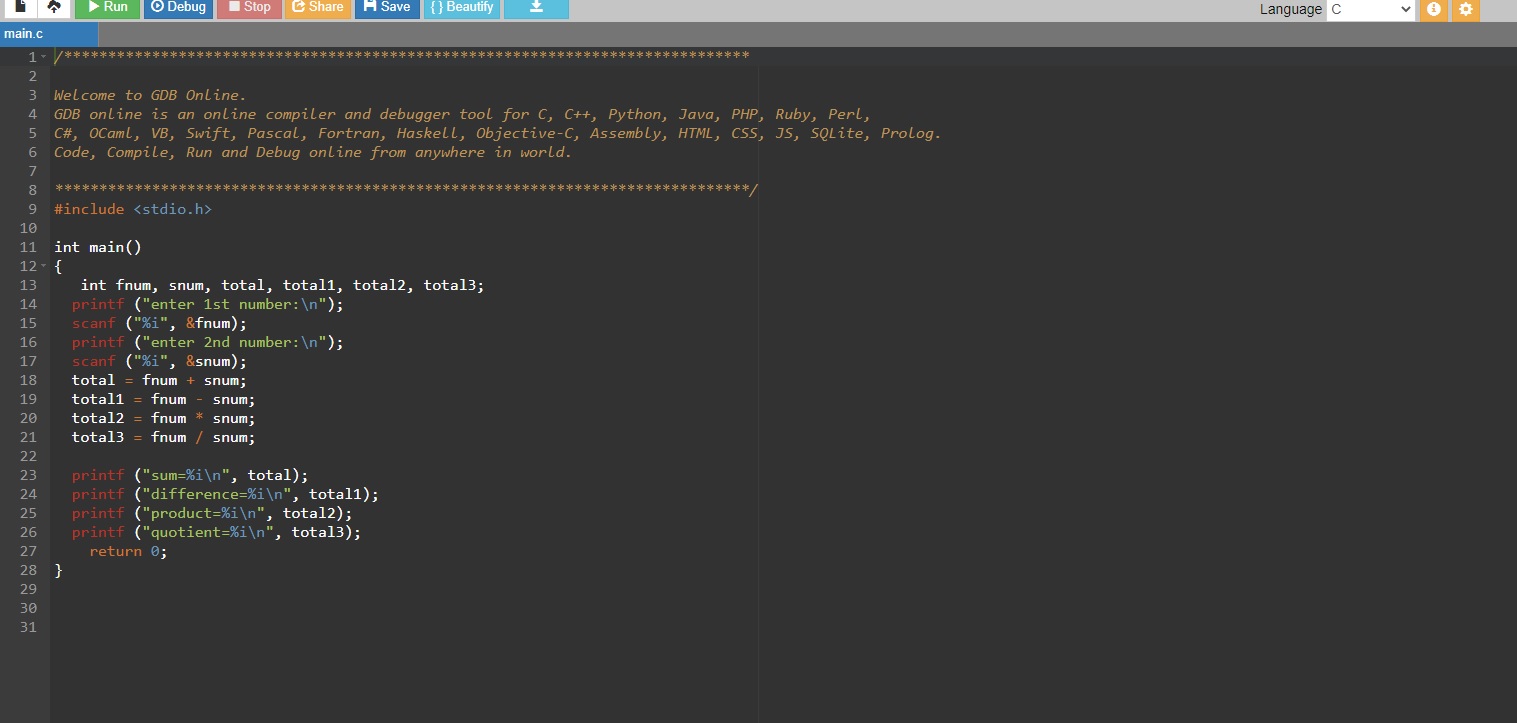 Run Debug Stop Share Save { } Beautify Language C
main.c
1 /*******************************************************************************
2
3 Welcome to GDB Online.
4 GDB online is an online compiler and debugger tool for C, C++, Python, Java, PHP, Ruby, Perl,
5 C#, OCaml, VB, Swift, Pascal, Fortran, Haskell, Objective-C, Assembly, HTML, CSS, JS, SQLite, Prolog.
6 Code, Compile, Run and Debug online from anywhere in world.
7
8 *******************************************************************************/
9 #include <stdio.h>
10
11 int main()
12 {
13    int fnum, snum, total, total1, total2, total3;
14   printf ("enter 1st number:\n");
15   scanf ("%i", &fnum);
16   printf ("enter 2nd number:\n");
17   scanf ("%i", &snum);
18   total = fnum + snum;
19   total1 = fnum - snum;
20   total2 = fnum * snum;
21   total3 = fnum / snum;
22
23   printf ("sum=%i\n", total);
24   printf ("difference=%i\n", total1);
25   printf ("product=%i\n", total2);
26   printf ("quotient=%i\n", total3);
27     return 0;
28 }
29
30
31